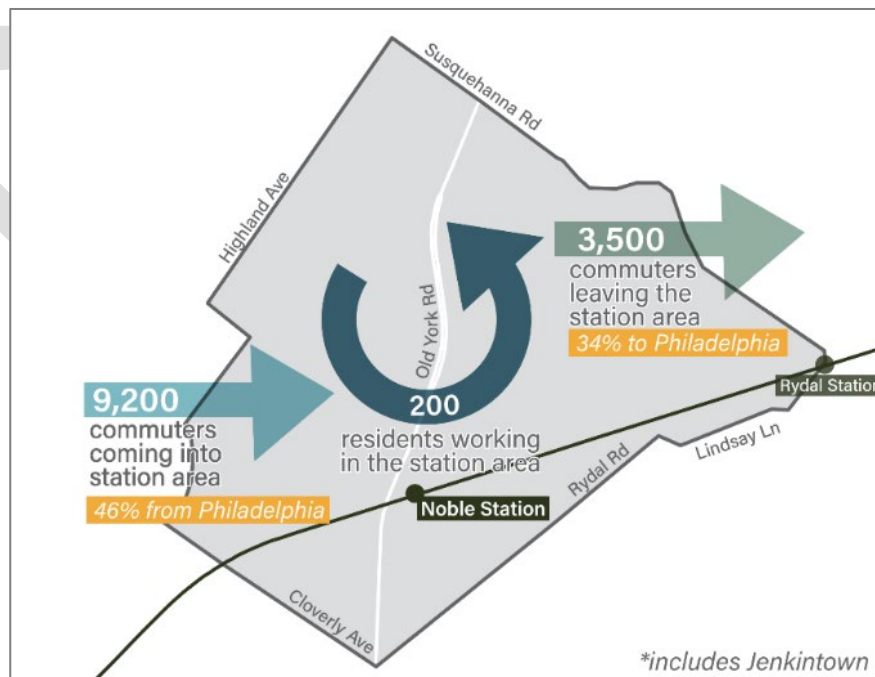 Susquehanna Rd
Highland Ave
Old York Rd
3,500
commuters
leaving the
station area
34% to Philadelphia
9,200
commuters
coming into
station area
46% from Philadelphia
200
residents working
in the station area
Rydal Station
Noble Station
Rydal Rd
Lindsay Ln
Cloverly Ave
*includes Jenkintown